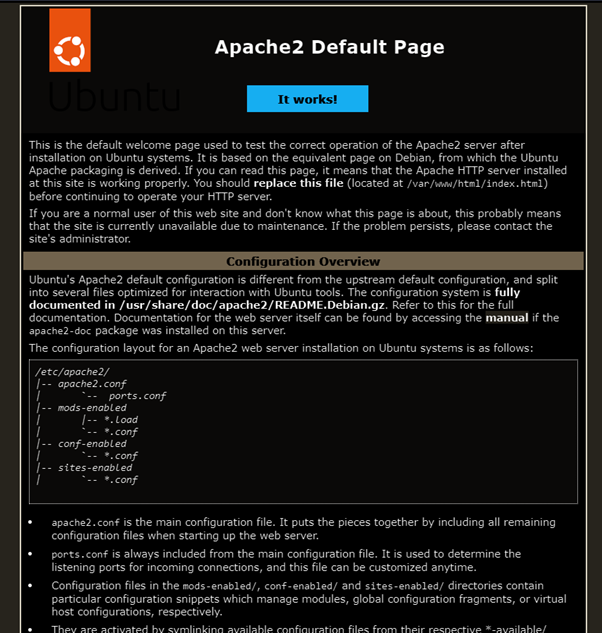 Apache2 Default Page
Ubuntu
It works!
This is the default welcome page used to test the correct operation of the Apache2 server after
installation on Ubuntu systems. It is based on the equivalent page on Debian, from which the Ubuntu
Apache packaging is derived. If you can read this page, it means that the Apache HTTP server installed
at this site is working properly. You should replace this file (located at /var/www/html/index.html)
before continuing to operate your HTTP server.
If you are a normal user of this web site and don't know what this page is about, this probably means
that the site is currently unavailable due to maintenance. If the problem persists, please contact the
site's administrator.
Configuration Overview
Ubuntu's Apache2 default configuration is different from the upstream default configuration, and split
into several files optimized for interaction with Ubuntu tools. The configuration system is fully
documented in /usr/share/doc/apache2/README.Debian.gz. Refer to this for the full
documentation. Documentation for the web server itself can be found by accessing the manual if the
apache2-doc package was installed on this server.
The configuration layout for an Apache2 web server installation on Ubuntu systems is as follows:
/etc/apache2/
|-- apache2.conf
|       `--  ports.conf
|-- mods-enabled
|       |-- *.load
|       `-- *.conf
|-- conf-enabled
|       `-- *.conf
|-- sites-enabled
|       `-- *.conf
• apache2.conf is the main configuration file. It puts the pieces together by including all remaining
configuration files when starting up the web server.
• ports.conf is always included from the main configuration file. It is used to determine the
listening ports for incoming connections, and this file can be customized anytime.
• Configuration files in the mods-enabled/, conf-enabled/ and sites-enabled/ directories contain
particular configuration snippets which manage modules, global configuration fragments, or virtual
host configurations, respectively.
• They are activated by symlinking available configuration files from their respective *-available/